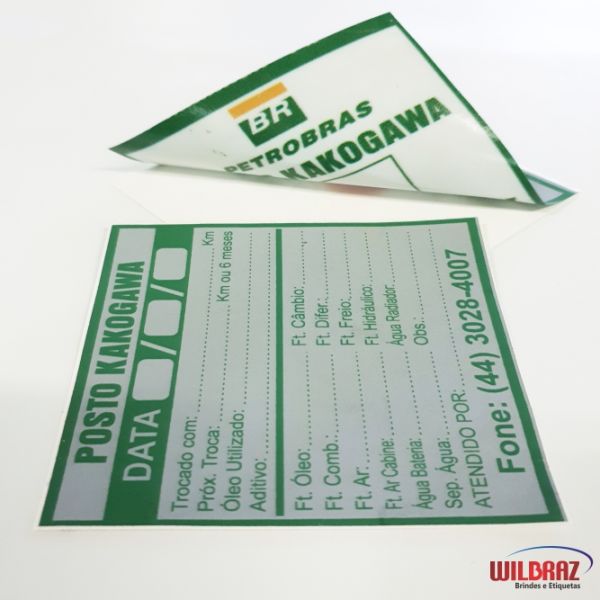 BR
PETROBRAS
KAKOGAWA
POSTO KAKOGAWA
DATA / /
Trocado com: Km
Próx. Troca: Km ou 6 meses
Óleo Utilizado:
Aditivo:
Ft. Óleo: Ft. Câmbio:
Ft. Comb.: Ft. Difer.:
Ft. Ar: Ft. Freio:
Ft. Ar Cabine: Ft. Hidráulico:
Água Bateria: Água Radiador:
Sep. Água: Obs.:
ATENDIDO POR:
Fone: (44) 3028-4007
WILBRAZ
Brindes e Etiquetas